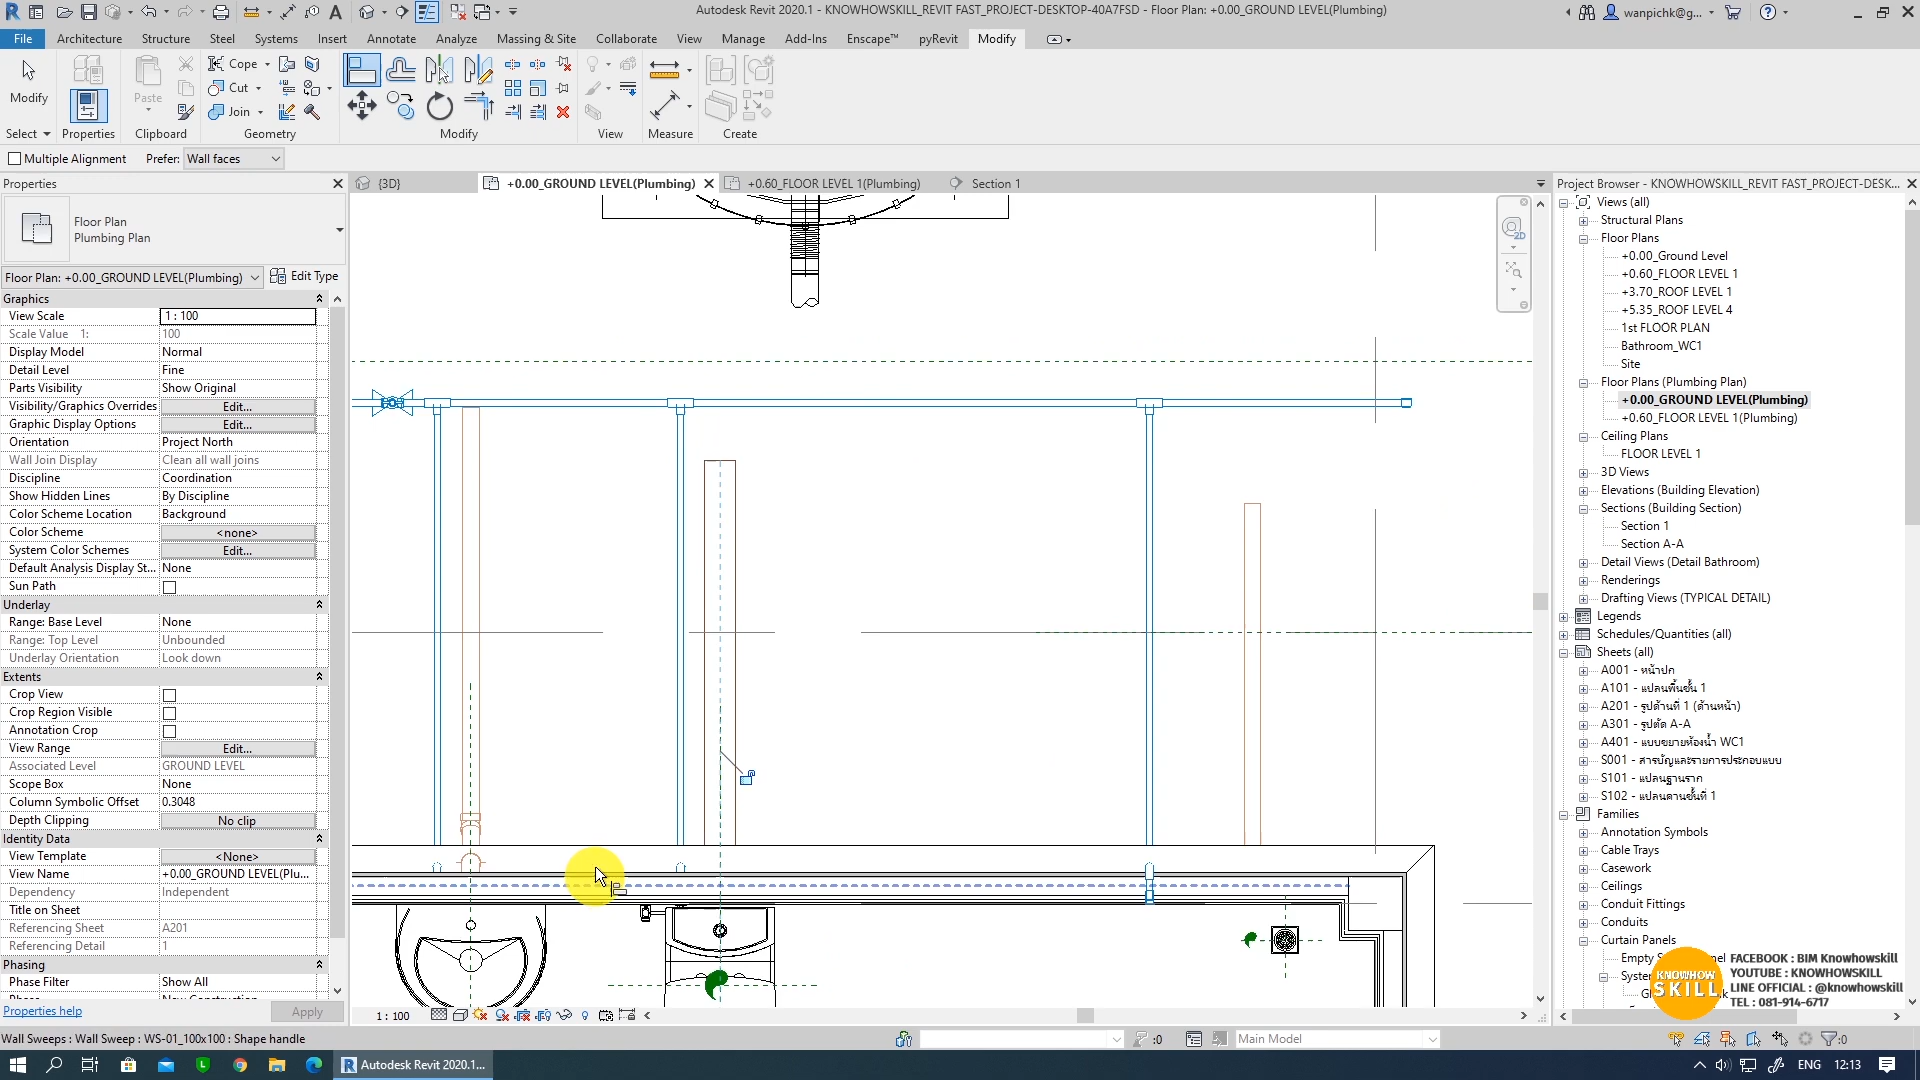 Autodesk Revit 2020.1 - KNOWHOWSKILL_REVIT FAST_PROJECT-DESKTOP-40A7FSD - Floor Plan: +0.00_GROUND LEVEL(Plumbing)
wanpichk@g...
File Architecture Structure Steel Systems Insert Annotate Analyze Massing & Site Collaborate View Manage Add-Ins Enscape™ pyRevit Modify
Modify
Paste
Cope
Cut
Join
Select Properties Clipboard Geometry Modify View Measure Create
Multiple Alignment Prefer: Wall faces
Properties
{3D}
+0.00_GROUND LEVEL(Plumbing)
+0.60_FLOOR LEVEL 1(Plumbing)
Section 1
Project Browser - KNOWHOWSKILL_REVIT FAST_PROJECT-DESK...
Floor Plan
Plumbing Plan
Floor Plan: +0.00_GROUND LEVEL(Plumbing)
Edit Type
Graphics
View Scale 1 : 100
Scale Value 1: 100
Display Model Normal
Detail Level Fine
Parts Visibility Show Original
Visibility/Graphics Overrides Edit...
Graphic Display Options Edit...
Orientation Project North
Wall Join Display Clean all wall joins
Discipline Coordination
Show Hidden Lines By Discipline
Color Scheme Location Background
Color Scheme <none>
System Color Schemes Edit...
Default Analysis Display St... None
Sun Path
Underlay
Range: Base Level None
Range: Top Level Unbounded
Underlay Orientation Look down
Extents
Crop View
Crop Region Visible
Annotation Crop
View Range Edit...
Associated Level GROUND LEVEL
Scope Box None
Column Symbolic Offset 0.3048
Depth Clipping No clip
Identity Data
View Template <None>
View Name +0.00_GROUND LEVEL(Plu...
Dependency Independent
Title on Sheet
Referencing Sheet A201
Referencing Detail 1
Phasing
Phase Filter Show All
Properties help
Apply
2D
Views (all)
Structural Plans
Floor Plans
+0.00_Ground Level
+0.60_FLOOR LEVEL 1
+3.70_ROOF LEVEL 1
+5.35_ROOF LEVEL 4
1st FLOOR PLAN
Bathroom_WC1
Site
Floor Plans (Plumbing Plan)
+0.00_GROUND LEVEL(Plumbing)
+0.60_FLOOR LEVEL 1(Plumbing)
Ceiling Plans
FLOOR LEVEL 1
3D Views
Elevations (Building Elevation)
Sections (Building Section)
Section 1
Section A-A
Detail Views (Detail Bathroom)
Renderings
Drafting Views (TYPICAL DETAIL)
Legends
Schedules/Quantities (all)
Sheets (all)
A001 - หน้าปก
A101 - แปลนพื้นชั้น 1
A201 - รูปด้านที่ 1 (ด้านหน้า)
A301 - รูปตัด A-A
A401 - แบบขยายห้องน้ำ WC1
S001 - สารบัญและรายการประกอบแบบ
S101 - แปลนฐานราก
S102 - แปลนคานชั้นที่ 1
Families
Annotation Symbols
Cable Trays
Casework
Ceilings
Conduit Fittings
Conduits
Curtain Panels
KNOWHOW
SKILL
FACEBOOK : BIM Knowhowskill
YOUTUBE : KNOWHOWSKILL
LINE OFFICIAL : @knowhowskill
TEL : 081-914-6717
1 : 100
Wall Sweeps : Wall Sweep : WS-01_100x100 : Shape handle
:0
Main Model
:0
Autodesk Revit 2020.1...
ENG 12:13